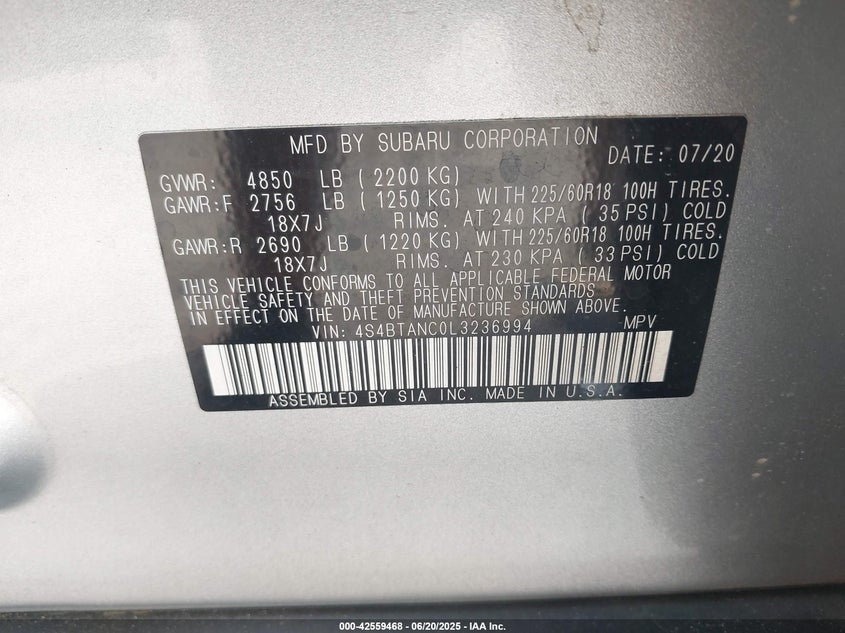 MFD BY SUBARU CORPORATION
DATE: 07/20
GVWR: 4850 LB ( 2200 KG)
GAWR:F 2756 LB ( 1250 KG) WITH 225/60R18 100H TIRES.
18X7J RIMS. AT 240 KPA ( 35 PSI) COLD
GAWR:R 2690 LB ( 1220 KG) WITH 225/60R18 100H TIRES.
18X7J RIMS. AT 230 KPA ( 33 PSI) COLD
THIS VEHICLE CONFORMS TO ALL APPLICABLE FEDERAL MOTOR
VEHICLE SAFETY AND THEFT PREVENTION STANDARDS
IN EFFECT ON THE DATE OF MANUFACTURE SHOWN ABOVE.
VIN: 4S4BTANC0L3236994 MPV
ASSEMBLED BY SIA INC. MADE IN U.S.A.
000-42559468 - 06/20/2025 - IAA Inc.